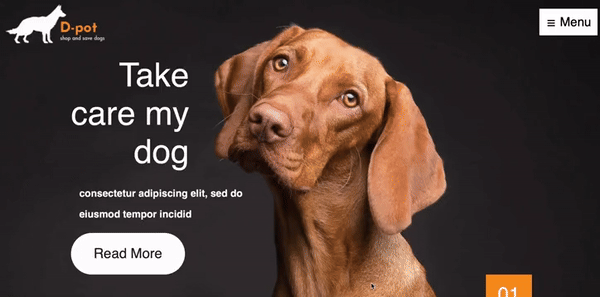 D-pot
shop and save dogs
≡ Menu
Take
care my
dog
consectetur adipiscing elit, sed do
eiusmod tempor incidid
Read More
01